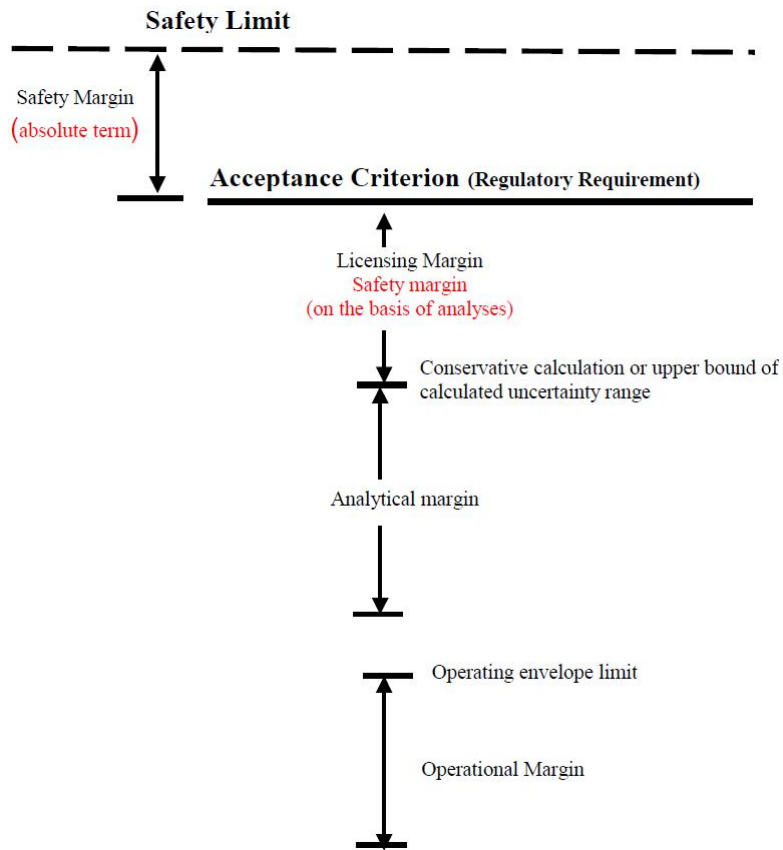 Safety Limit
Safety Margin
(absolute term)
Acceptance Criterion (Regulatory Requirement)
Licensing Margin
Safety margin
(on the basis of analyses)
Conservative calculation or upper bound of
calculated uncertainty range
Analytical margin
Operating envelope limit
Operational Margin